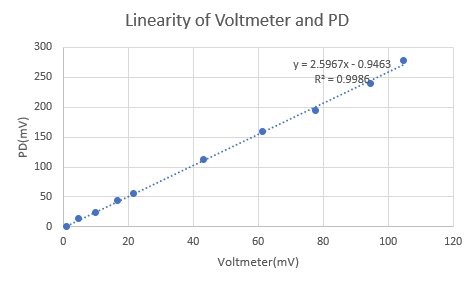 Linearity of Voltmeter and PD
300
250
200
150
100
50
0
PD(mV)
y = 2.5967x - 0.9463
R² = 0.9986
0 20 40 60 80 100 120
Voltmeter(mV)